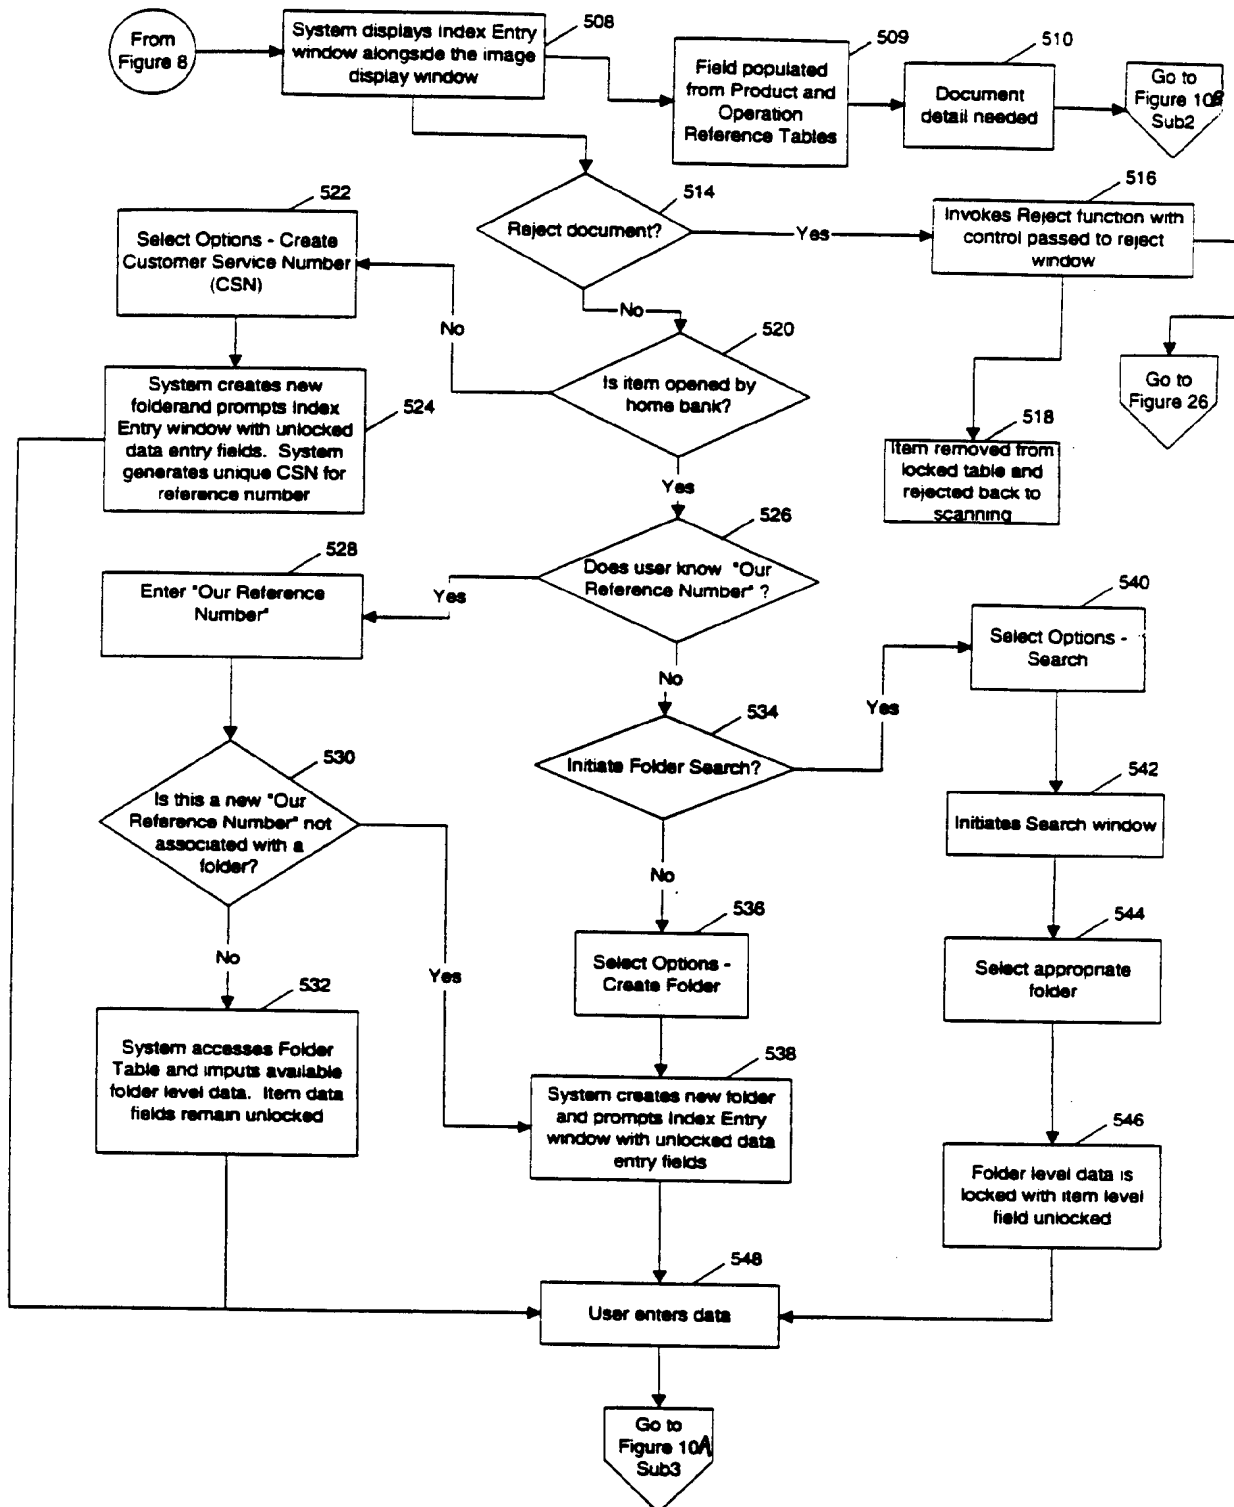 From
Figure 8
System displays Index Entry
window alongside the image
display window
508
Field populated
from Product and
Operation
Reference Tables
509
Document
detail needed
510
Go to
Figure 10B
Sub2
Reject document?
514
Yes
Invokes Reject function with
control passed to reject
window
516
Select Options - Create
Customer Service Number
(CSN)
522
No
No
Is item opened by
home bank?
520
Go to
Figure 26
System creates new
folderand prompts Index
Entry window with unlocked
data entry fields. System
generates unique CSN for
reference number
524
Item removed from
locked table and
rejected back to
scanning
518
Yes
Does user know "Our
Reference Number" ?
526
Enter "Our Reference
Number"
528
Yes
Select Options -
Search
540
No
Initiate Folder Search?
534
Yes
Is this a new "Our
Reference Number" not
associated with a
folder?
530
Initiates Search window
542
No
Select Options -
Create Folder
536
Select appropriate
folder
544
No
Yes
System accesses Folder
Table and imputs available
folder level data. Item data
fields remain unlocked
532
System creates new folder
and prompts Index Entry
window with unlocked data
entry fields
538
Folder level data is
locked with item level
field unlocked
546
User enters data
548
Go to
Figure 10A
Sub3